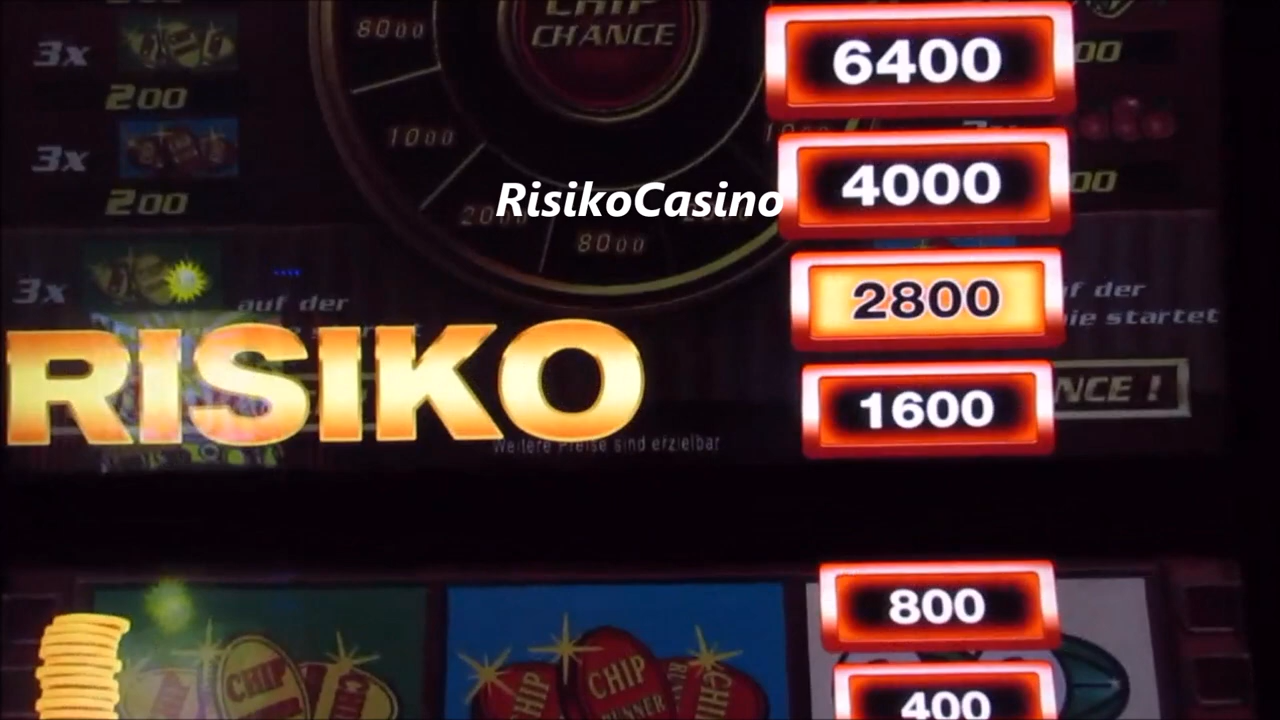 CHIP
CHANCE
8000
1000
2000
8000
3x
200
3x
200
3x
auf der
RisikoCasino
6400
4000
2800
1600
800
400
RISIKO
f der
ie startet
NCE !
Weitere Preise sind erzielbar
CHIP
CHIP
CHIP
CHIP